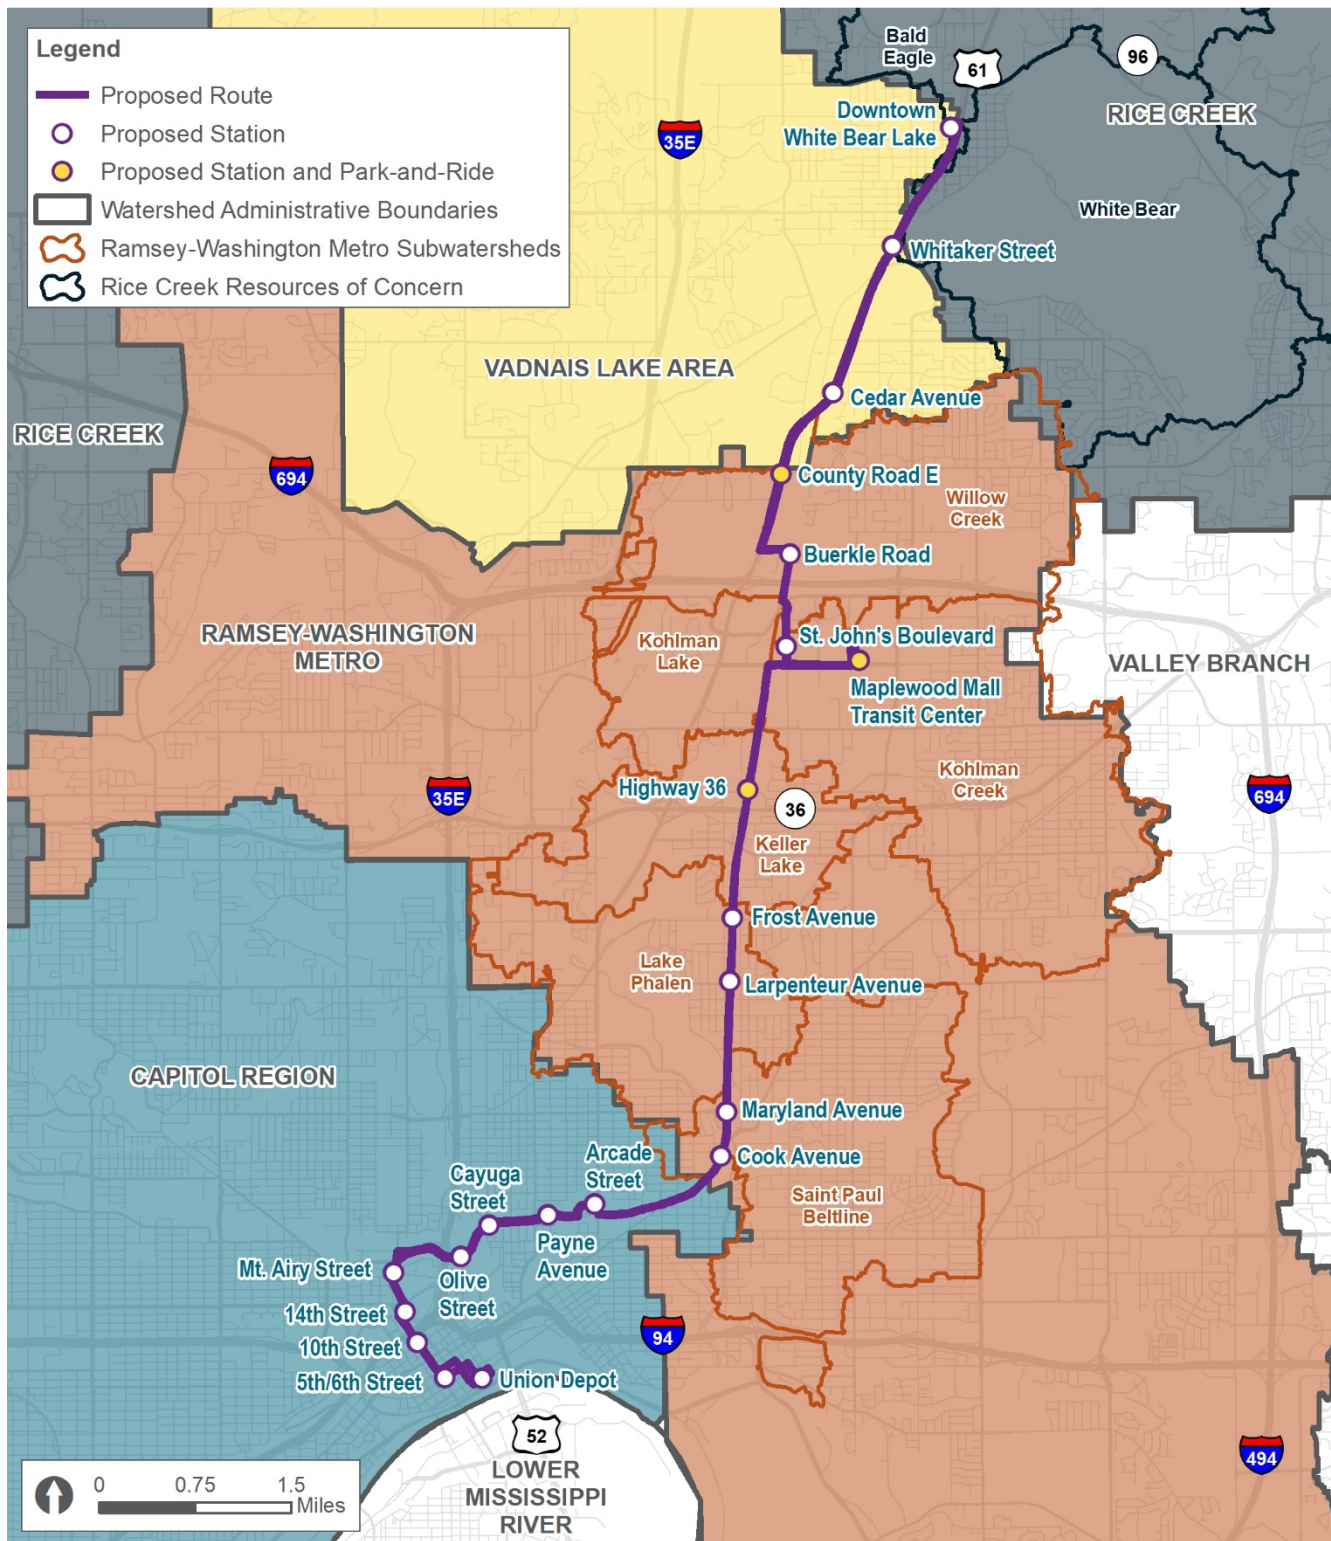 Legend
Proposed Route
Proposed Station
Proposed Station and Park-and-Ride
Watershed Administrative Boundaries
Ramsey-Washington Metro Subwatersheds
Rice Creek Resources of Concern
Bald
Eagle
61
96
35E
Downtown
White Bear Lake
RICE CREEK
White Bear
Whitaker Street
VADNAIS LAKE AREA
Cedar Avenue
RICE CREEK
694
County Road E
Willow
Creek
Buerkle Road
RAMSEY-WASHINGTON
METRO
Kohlman
Lake
St. John's Boulevard
VALLEY BRANCH
Maplewood Mall
Transit Center
35E
Highway 36
36
Kohlman
Creek
694
Keller
Lake
Frost Avenue
Lake
Phalen
Larpenteur Avenue
CAPITOL REGION
Maryland Avenue
Arcade
Street
Cook Avenue
Cayuga
Street
Saint Paul
Beltline
Payne
Avenue
Mt. Airy Street
Olive
Street
14th Street
10th Street
94
5th/6th Street
Union Depot
52
LOWER
MISSISSIPPI
RIVER
494
0 0.75 1.5
Miles